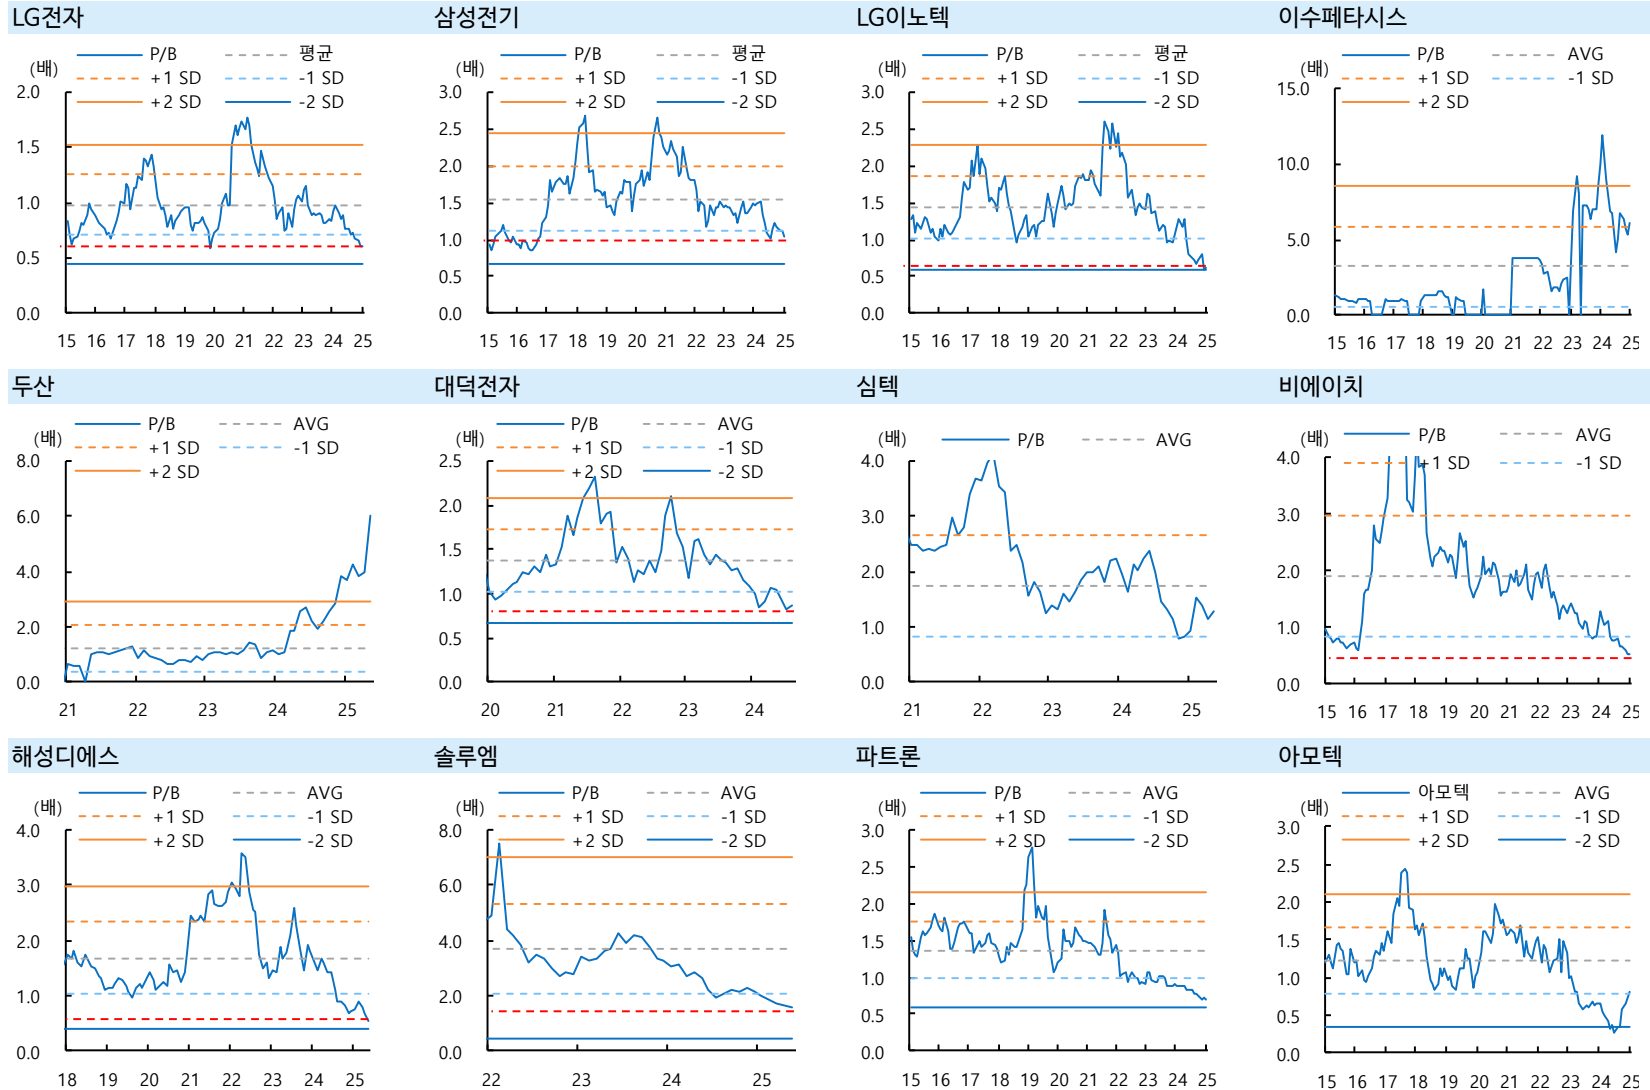 LG전자 삼성전기 LG이노텍 이수페타시스
P/B 평균 P/B 평균 P/B 평균 P/B AVG
(배) +1 SD -1 SD (배) +1 SD -1 SD (배) +1 SD -1 SD (배) +1 SD -1 SD
2.0 +2 SD -2 SD 3.0 +2 SD -2 SD 3.0 +2 SD -2 SD 15.0 +2 SD
2.5 2.5
1.5 2.0 2.0 10.0
1.0 1.5 1.5
1.0 1.0 5.0
0.5 0.5 0.5
0.0 0.0 0.0 0.0
15 16 17 18 19 20 21 22 23 24 25 15 16 17 18 19 20 21 22 23 24 25 15 16 17 18 19 20 21 22 23 24 25 15 16 17 18 19 20 21 22 23 24 25
두산 대덕전자 심텍 비에이치
P/B AVG P/B AVG P/B AVG P/B AVG
(배) +1 SD -1 SD (배) +1 SD -1 SD (배) (배) +1 SD -1 SD
8.0 +2 SD 2.5 +2 SD -2 SD 4.0 4.0
6.0 2.0 3.0 3.0
4.0 1.5 2.0 2.0
2.0 1.0 1.0 1.0
0.5
0.0 0.0 0.0 0.0
21 22 23 24 25 20 21 22 23 24 21 22 23 24 25 15 16 17 18 19 20 21 22 23 24 25
해성디에스 솔루엠 파트론 아모텍
P/B AVG P/B AVG P/B AVG 아모텍 AVG
(배) +1 SD -1 SD (배) +1 SD -1 SD (배) +1 SD -1 SD (배) +1 SD -1 SD
4.0 +2 SD -2 SD 8.0 +2 SD -2 SD 3.0 +2 SD -2 SD 3.0 +2 SD -2 SD
2.5 2.5
3.0 6.0 2.0 2.0
2.0 4.0 1.5 1.5
1.0 2.0 1.0 1.0
0.5 0.5
0.0 0.0 0.0 0.0
18 19 20 21 22 23 24 25 22 23 24 25 15 16 17 18 19 20 21 22 23 24 25 15 16 17 18 19 20 21 22 23 24 25